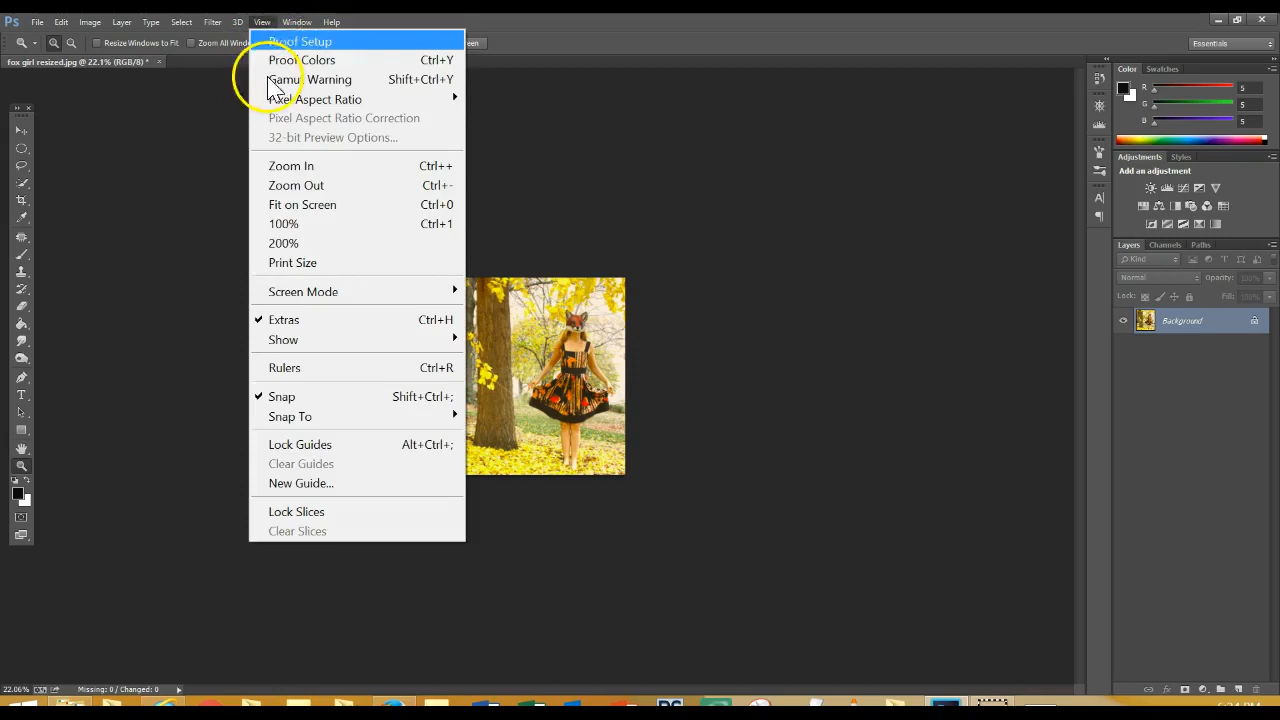 Ps File Edit Image Layer Type Select Filter 3D View Window Help
Resize Windows to Fit Zoom All
Essentials
fox girl resized.jpg @ 22.1% (RGB/8) * ×
Proof Setup
Proof Colors Ctrl+Y
Gamut Warning Shift+Ctrl+Y
Pixel Aspect Ratio
Pixel Aspect Ratio Correction
32-bit Preview Options...
Zoom In Ctrl++
Zoom Out Ctrl+-
Fit on Screen Ctrl+0
100% Ctrl+1
200%
Print Size
Screen Mode
Extras Ctrl+H
Show
Rulers Ctrl+R
Snap Shift+Ctrl+;
Snap To
Lock Guides Alt+Ctrl+;
Clear Guides
New Guide...
Lock Slices
Clear Slices
Color Swatches
R 5
G 5
B 5
Adjustments Styles
Add an adjustment
Layers Channels Paths
Kind
Normal Opacity: 100%
Lock: Fill: 100%
Background
22.06% Missing: 0 / Changed: 0